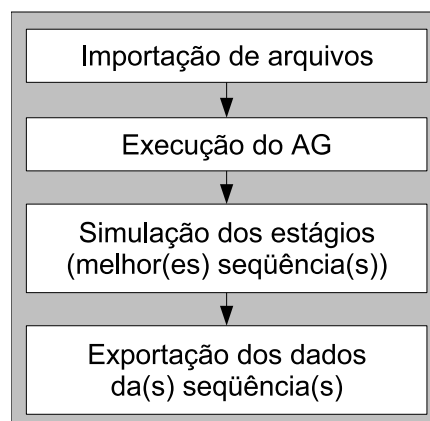 Importação de arquivos
Execução do AG
Simulação dos estágios
(melhor(es) seqüência(s))
Exportação dos dados
da(s) seqüência(s)